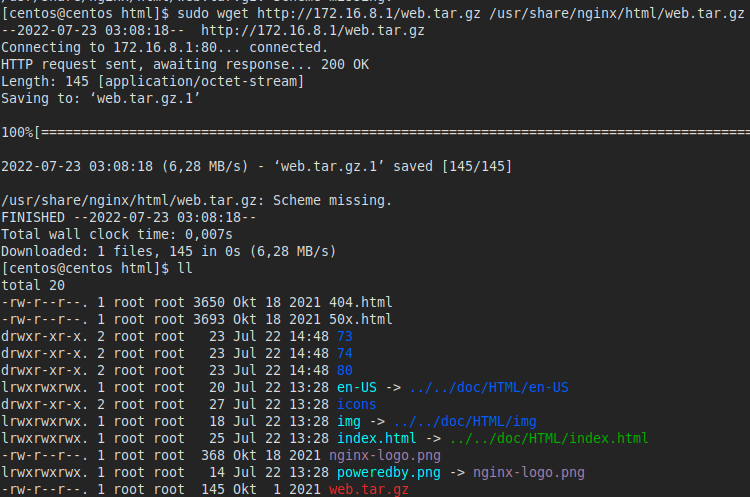 [centos@centos html]$ sudo wget http://172.16.8.1/web.tar.gz /usr/share/nginx/html/web.tar.gz
--2022-07-23 03:08:18--  http://172.16.8.1/web.tar.gz
Connecting to 172.16.8.1:80... connected.
HTTP request sent, awaiting response... 200 OK
Length: 145 [application/octet-stream]
Saving to: ‘web.tar.gz.1’
100%[========================================================================================
2022-07-23 03:08:18 (6,28 MB/s) - ‘web.tar.gz.1’ saved [145/145]
/usr/share/nginx/html/web.tar.gz: Scheme missing.
FINISHED --2022-07-23 03:08:18--
Total wall clock time: 0,007s
Downloaded: 1 files, 145 in 0s (6,28 MB/s)
[centos@centos html]$ ll
total 20
-rw-r--r--. 1 root root 3650 Okt 18 2021 404.html
-rw-r--r--. 1 root root 3693 Okt 18 2021 50x.html
drwxr-xr-x. 2 root root   23 Jul 22 14:48 73
drwxr-xr-x. 2 root root   23 Jul 22 14:48 74
drwxr-xr-x. 2 root root   23 Jul 22 14:48 80
lrwxrwxrwx. 1 root root   20 Jul 22 13:28 en-US -> ../../doc/HTML/en-US
drwxr-xr-x. 2 root root   27 Jul 22 13:28 icons
lrwxrwxrwx. 1 root root   18 Jul 22 13:28 img -> ../../doc/HTML/img
lrwxrwxrwx. 1 root root   25 Jul 22 13:28 index.html -> ../../doc/HTML/index.html
-rw-r--r--. 1 root root  368 Okt 18 2021 nginx-logo.png
lrwxrwxrwx. 1 root root   14 Jul 22 13:28 poweredby.png -> nginx-logo.png
-rw-r--r--. 1 root root  145 Okt  1 2021 web.tar.gz